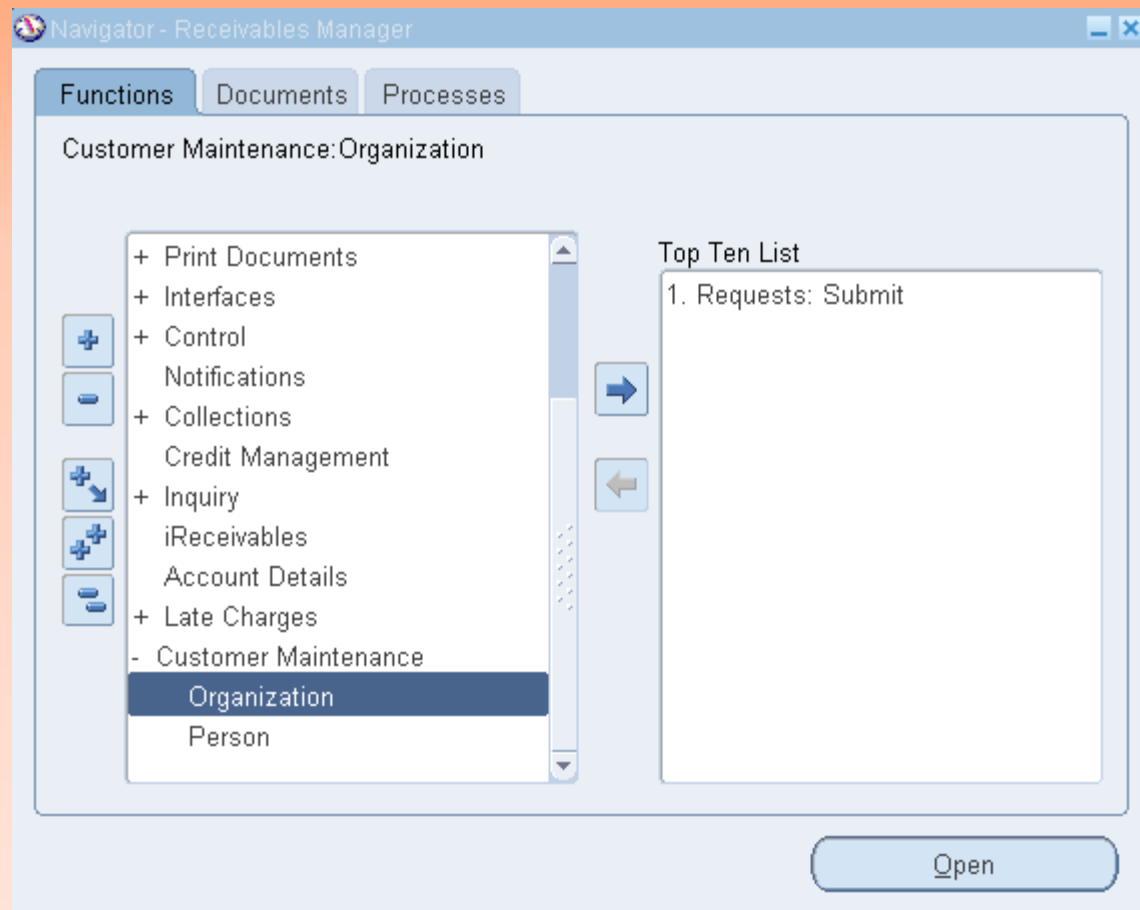 Navigator - Receivables Manager
Functions
Documents
Processes
Customer Maintenance:Organization
+ Print Documents
+ Interfaces
+ Control
Notifications
+ Collections
Credit Management
+ Inquiry
iReceivables
Account Details
+ Late Charges
- Customer Maintenance
Organization
Person
Top Ten List
1. Requests: Submit
Open